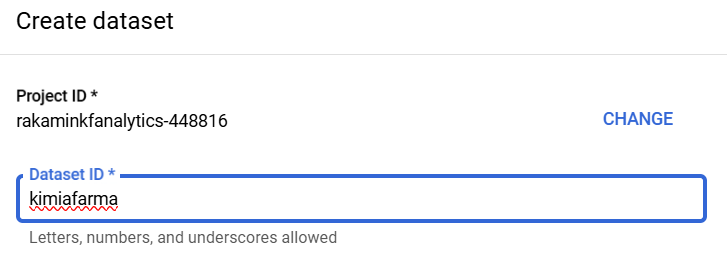 Create dataset
Project ID *
rakaminkfanalytics-448816
CHANGE
Dataset ID *
kimiafarma
Letters, numbers, and underscores allowed